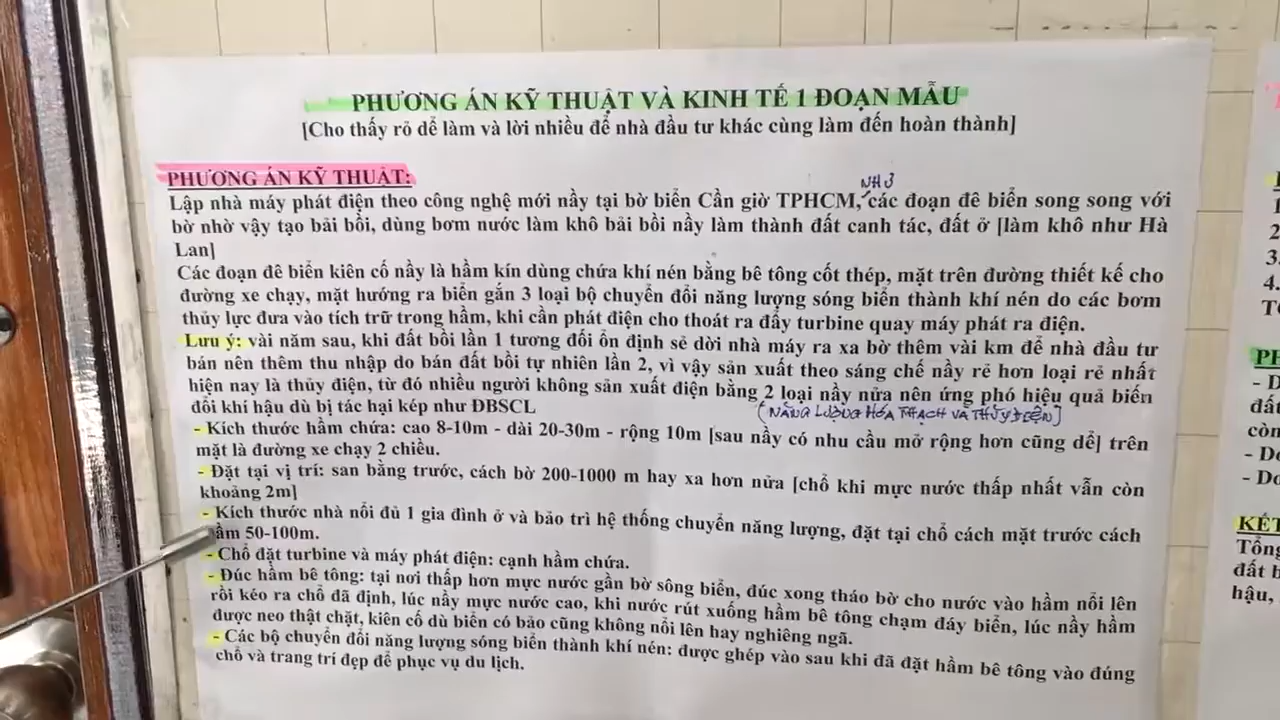 PHƯƠNG ÁN KỸ THUẬT VÀ KINH TẾ 1 ĐOẠN MẪU
[Cho thấy rỏ dể làm và lời nhiều để nhà đầu tư khác cùng làm đến hoàn thành]
PHƯƠNG ÁN KỸ THUẬT:
NHỜ
Lập nhà máy phát điện theo công nghệ mới nầy tại bờ biển Cần giờ TPHCM, các đoạn đê biển song song với
bờ nhờ vậy tạo bải bồi, dùng bơm nước làm khô bải bồi nầy làm thành đất canh tác, đất ở [làm khô như Hà
Lan]
Các đoạn đê biển kiên cố nầy là hầm kín dùng chứa khí nén bằng bê tông cốt thép, mặt trên đường thiết kế cho
đường xe chạy, mặt hướng ra biển gắn 3 loại bộ chuyển đổi năng lượng sóng biển thành khí nén do các bơm
thủy lực đưa vào tích trữ trong hầm, khi cần phát điện cho thoát ra đẩy turbine quay máy phát ra điện.
Lưu ý: vài năm sau, khi đất bồi lần 1 tương đối ổn định sẻ dời nhà máy ra xa bờ thêm vài km để nhà đầu tư
bán nên thêm thu nhập do bán đất bồi tự nhiên lần 2, vì vậy sản xuất theo sáng chế nầy rẻ hơn loại rẻ nhất
hiện nay là thủy điện, từ đó nhiều người không sản xuất điện bằng 2 loại nầy nửa nên ứng phó hiệu quả biến
đổi khí hậu dù bị tác hại kép như ĐBSCL
(NĂNG LƯỢNG HÓA THẠCH VÀ THỦY ĐIỆN)
- Kích thước hầm chứa: cao 8-10m - dài 20-30m - rộng 10m [sau nầy có nhu cầu mở rộng hơn cũng dể] trên
mặt là đường xe chạy 2 chiều.
- Đặt tại vị trí: san bằng trước, cách bờ 200-1000 m hay xa hơn nửa [chổ khi mực nước thấp nhất vẫn còn
khoảng 2m]
- Kích thước nhà nổi đủ 1 gia đình ở và bảo trì hệ thống chuyển năng lượng, đặt tại chổ cách mặt trước cách
hầm 50-100m.
- Chổ đặt turbine và máy phát điện: cạnh hầm chứa.
- Đúc hầm bê tông: tại nơi thấp hơn mực nước gần bờ sông biển, đúc xong tháo bờ cho nước vào hầm nổi lên
rồi kéo ra chổ đã định, lúc nầy mực nước cao, khi nước rút xuống hầm bê tông chạm đáy biển, lúc nầy hầm
được neo thật chặt, kiên cố dù biển có bảo cũng không nổi lên hay nghiêng ngã.
- Các bộ chuyển đổi năng lượng sóng biển thành khí nén: được ghép vào sau khi đã đặt hầm bê tông vào đúng
chổ và trang trí đẹp để phục vụ du lịch.
1
2
3.
4.
PH
- D
đất
còn
- Do
- Do
KẾT
Tổng
đất b
hậu,